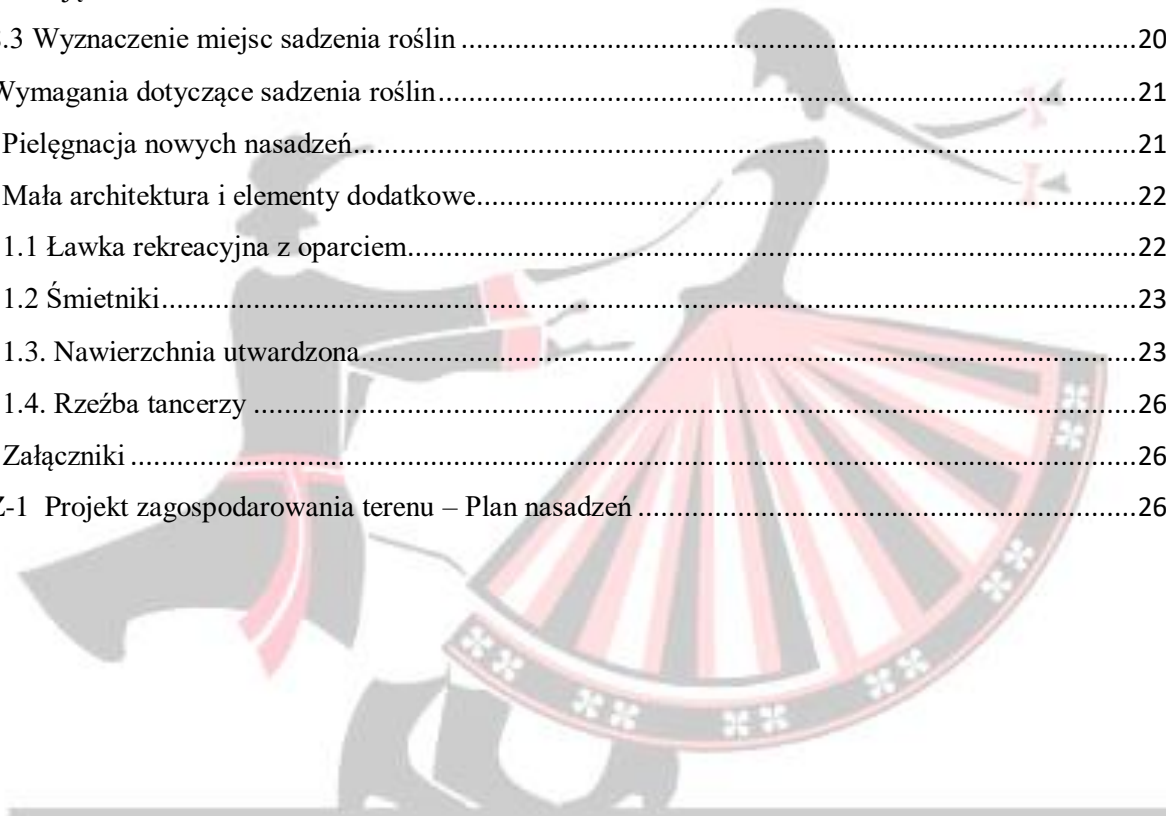 .3 Wyznaczenie miejsc sadzenia roślin ........ 20
Wymagania dotyczące sadzenia roślin ........ 21
Pielęgnacja nowych nasadzeń ........ 21
Mała architektura i elementy dodatkowe ........ 22
1.1 Ławka rekreacyjna z oparciem ........ 22
1.2 Śmietniki ........ 23
1.3. Nawierzchnia utwardzona ........ 23
1.4. Rzeźba tancerzy ........ 26
Załączniki ........ 26
Z-1 Projekt zagospodarowania terenu – Plan nasadzeń ........ 26